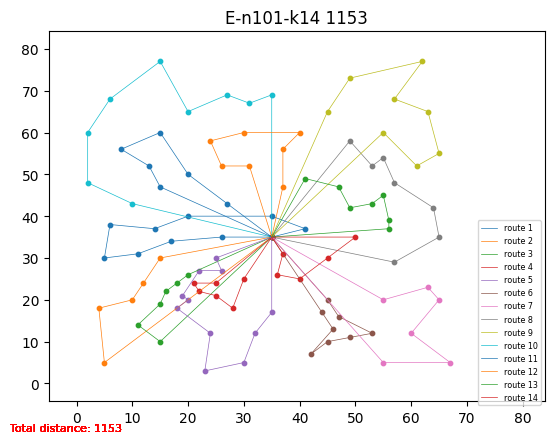 E-n101-k14 1153
80
70
60
50
40
30
20
10
0
0 10 20 30 40 50 60 70 80
route 1
route 2
route 3
route 4
route 5
route 6
route 7
route 8
route 9
route 10
route 11
route 12
route 13
route 14
Total distance: 1153